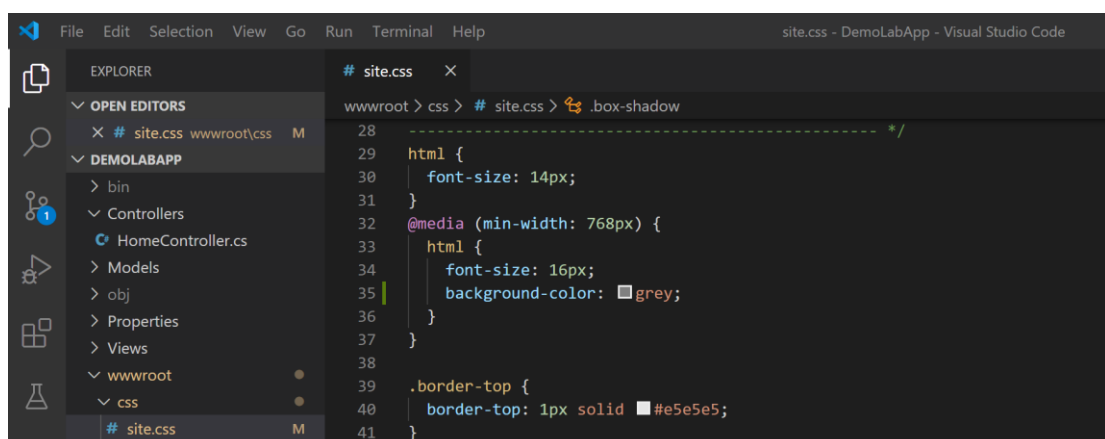 File Edit Selection View Go Run Terminal Help
site.css - DemoLabApp - Visual Studio Code
EXPLORER
OPEN EDITORS
# site.css wwwroot\css M
DEMOLABAPP
bin
Controllers
HomeController.cs
Models
obj
Properties
Views
wwwroot
css
# site.css M
1
# site.css
wwwroot > css > # site.css > .box-shadow
28 -------------------------------------------------- */
29 html {
30 font-size: 14px;
31 }
32 @media (min-width: 768px) {
33 html {
34 font-size: 16px;
35 background-color: grey;
36 }
37 }
38
39 .border-top {
40 border-top: 1px solid #e5e5e5;
41 }